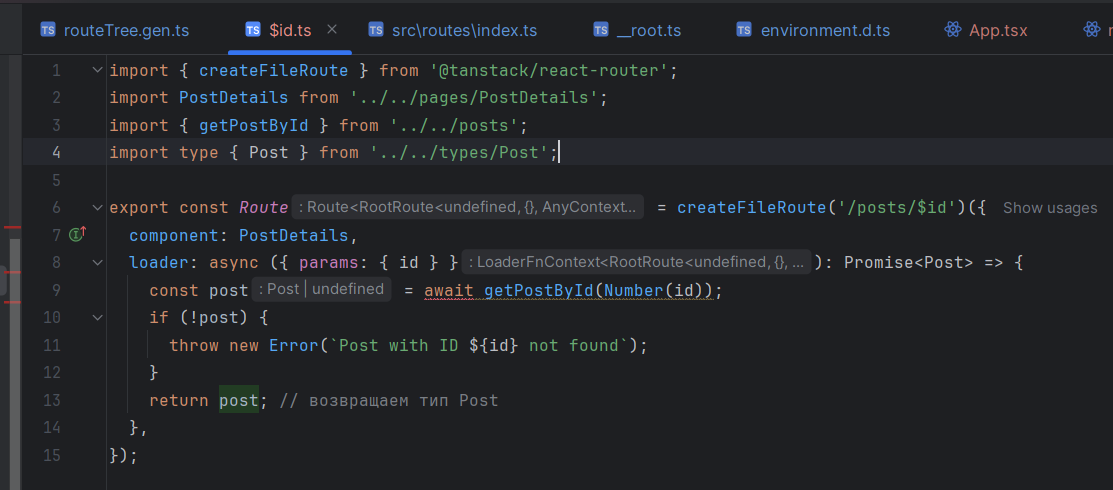 routeTree.gen.ts $id.ts src\routes\index.ts __root.ts environment.d.ts App.tsx
1 import { createFileRoute } from '@tanstack/react-router';
2 import PostDetails from '../../pages/PostDetails';
3 import { getPostById } from '../../posts';
4 import type { Post } from '../../types/Post';
5
6 export const Route : Route<RootRoute<undefined, {}, AnyContext... = createFileRoute('/posts/$id')({ Show usages
7 component: PostDetails,
8 loader: async ({ params: { id } } : LoaderFnContext<RootRoute<undefined, {}, ... ): Promise<Post> => {
9 const post : Post | undefined = await getPostById(Number(id));
10 if (!post) {
11 throw new Error(`Post with ID ${id} not found`);
12 }
13 return post; // возвращаем тип Post
14 },
15 });